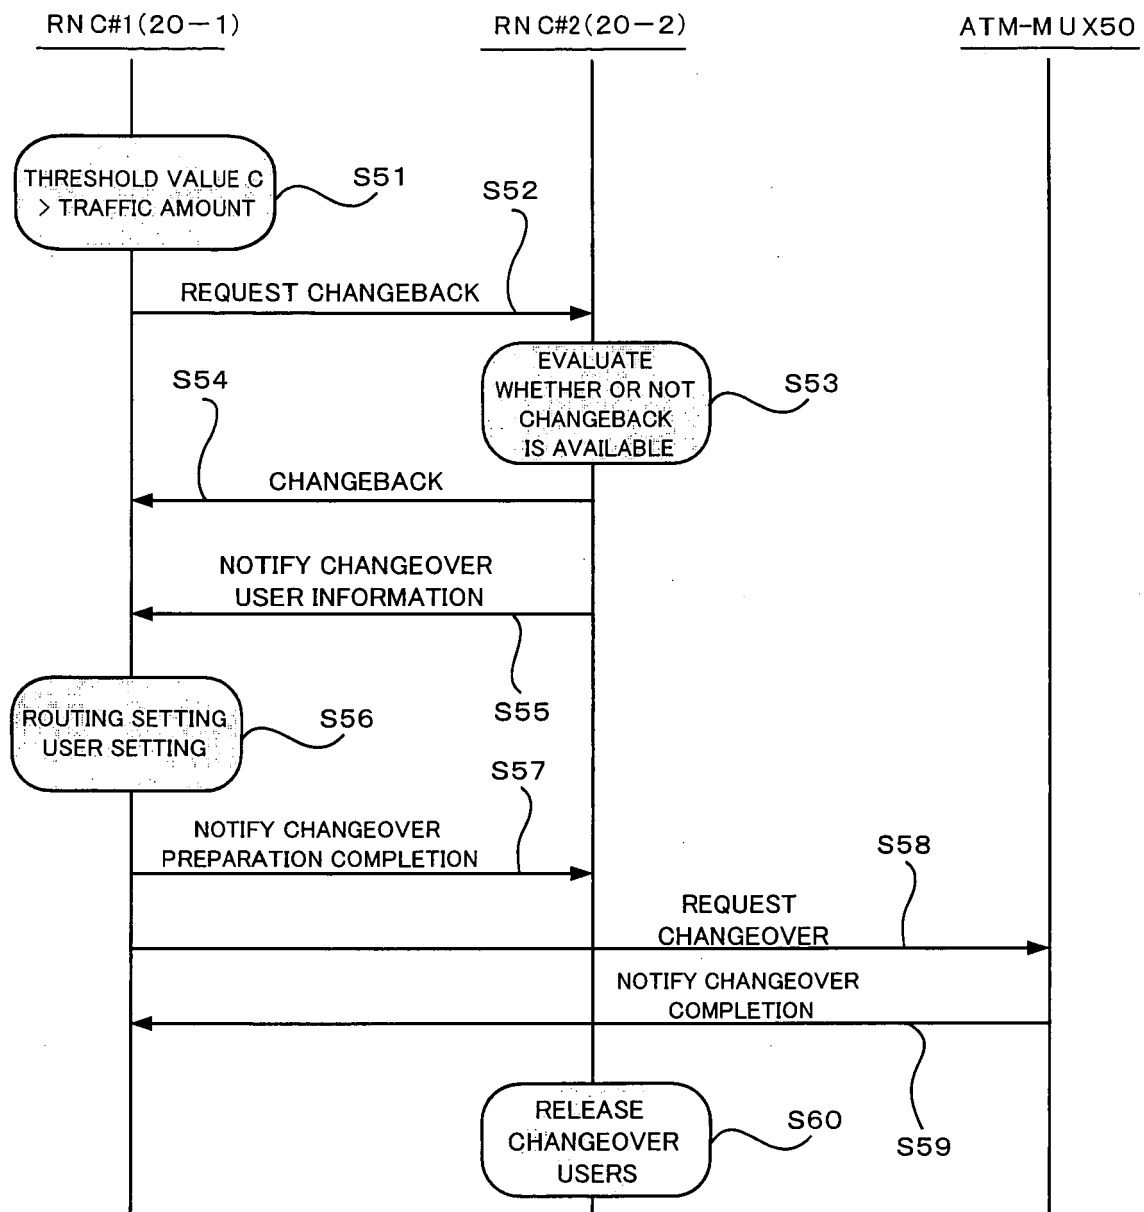 RNC#1(20-1)
RNC#2(20-2)
ATM-MUX50
THRESHOLD VALUE C
> TRAFFIC AMOUNT
S51
S52
REQUEST CHANGEBACK
EVALUATE
WHETHER OR NOT
CHANGEBACK
IS AVAILABLE
S53
S54
CHANGEBACK
NOTIFY CHANGEOVER
USER INFORMATION
S55
ROUTING SETTING
USER SETTING
S56
S57
NOTIFY CHANGEOVER
PREPARATION COMPLETION
S58
REQUEST
CHANGEOVER
NOTIFY CHANGEOVER
COMPLETION
S59
RELEASE
CHANGEOVER
USERS
S60